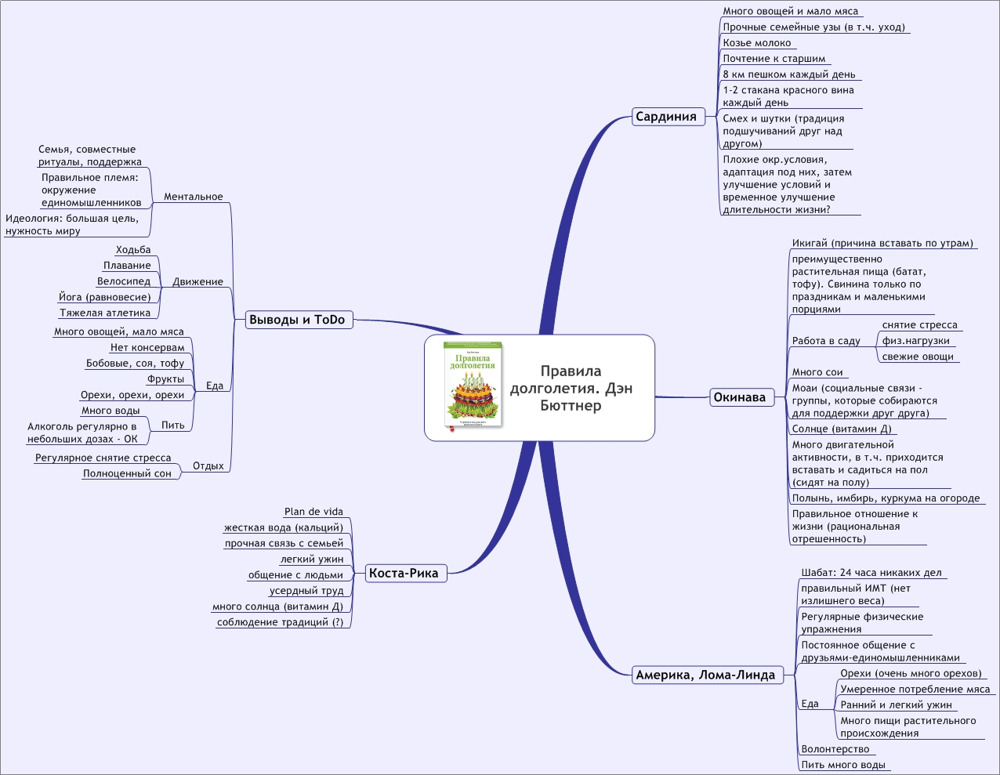 Правила
долголетия. Дэн
Бюттнер
Правила
долголетия
Сардиния
Много овощей и мало мяса
Прочные семейные узы (в т.ч. уход)
Козье молоко
Почтение к старшим
8 км пешком каждый день
1-2 стакана красного вина
каждый день
Смех и шутки (традиция
подшучиваний друг над
другом)
Плохие окр.условия,
адаптация под них, затем
улучшение условий и
временное улучшение
длительности жизни?
Окинава
Икигай (причина вставать по утрам)
преимущественно
растительная пища (батат,
тофу). Свинина только по
праздникам и маленькими
порциями
Работа в саду
снятие стресса
физ.нагрузки
свежие овощи
Много сои
Моаи (социальные связи -
группы, которые собираются
для поддержки друг друга)
Солнце (витамин Д)
Много двигательной
активности, в т.ч. приходится
вставать и садиться на пол
(сидят на полу)
Полынь, имбирь, куркума на огороде
Правильное отношение к
жизни (рациональная
отрешенность)
Америка, Лома-Линда
Шабат: 24 часа никаких дел
правильный ИМТ (нет
излишнего веса)
Регулярные физические
упражнения
Постоянное общение с
друзьями-единомышленниками
Еда
Орехи (очень много орехов)
Умеренное потребление мяса
Ранний и легкий ужин
Много пищи растительного
происхождения
Волонтерство
Пить много воды
Коста-Рика
Plan de vida
жесткая вода (кальций)
прочная связь с семьей
легкий ужин
общение с людьми
усердный труд
много солнца (витамин Д)
соблюдение традиций (?)
Выводы и ToDo
Ментальное
Семья, совместные
ритуалы, поддержка
Правильное племя:
окружение
единомышленников
Идеология: большая цель,
нужность миру
Движение
Ходьба
Плавание
Велосипед
Йога (равновесие)
Тяжелая атлетика
Еда
Много овощей, мало мяса
Нет консервам
Бобовые, соя, тофу
Фрукты
Орехи, орехи, орехи
Пить
Много воды
Алкоголь регулярно в
небольших дозах - ОК
Отдых
Регулярное снятие стресса
Полноценный сон